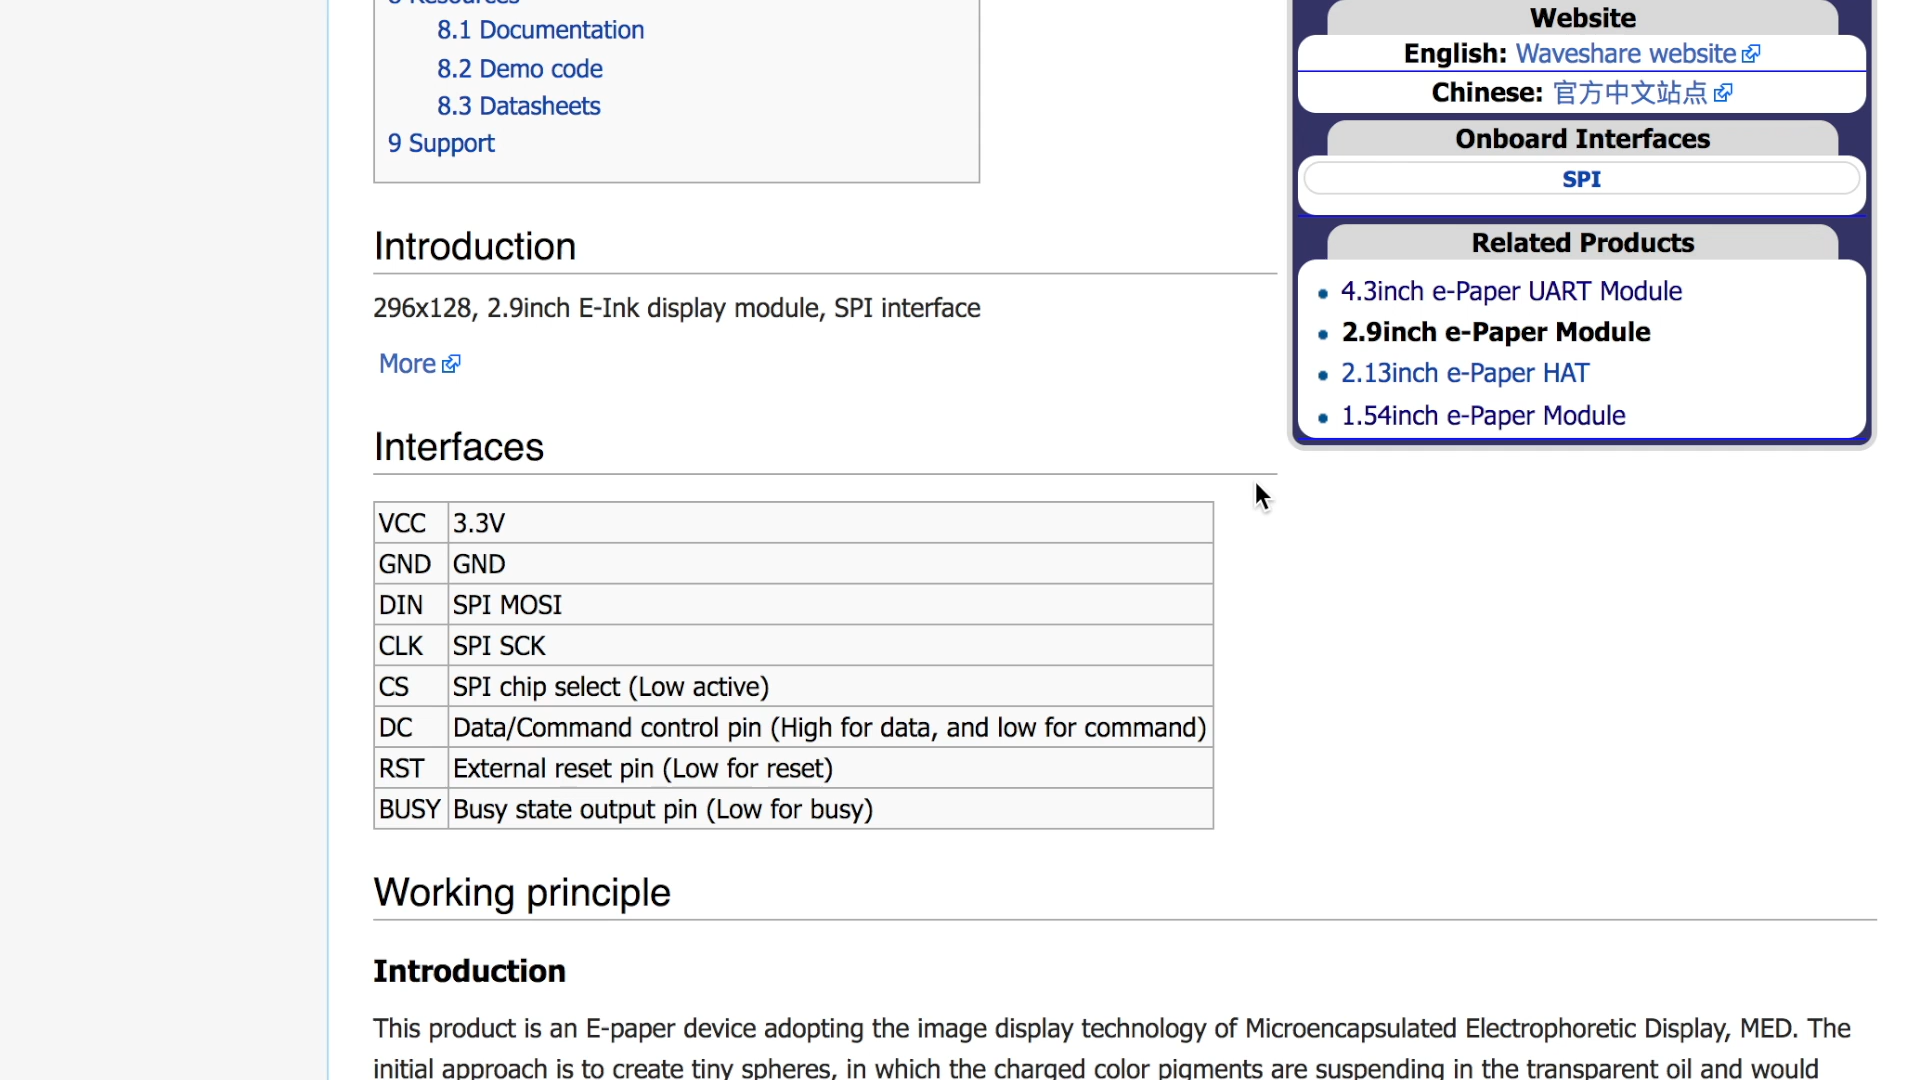 8 Resources
8.1 Documentation
8.2 Demo code
8.3 Datasheets
9 Support
Introduction
296x128, 2.9inch E-Ink display module, SPI interface
More
Interfaces
VCC 3.3V
GND GND
DIN SPI MOSI
CLK SPI SCK
CS SPI chip select (Low active)
DC Data/Command control pin (High for data, and low for command)
RST External reset pin (Low for reset)
BUSY Busy state output pin (Low for busy)
Working principle
Introduction
This product is an E-paper device adopting the image display technology of Microencapsulated Electrophoretic Display, MED. The
initial approach is to create tiny spheres, in which the charged color pigments are suspending in the transparent oil and would
Website
English: Waveshare website
Chinese: 官方中文站点
Onboard Interfaces
SPI
Related Products
4.3inch e-Paper UART Module
2.9inch e-Paper Module
2.13inch e-Paper HAT
1.54inch e-Paper Module